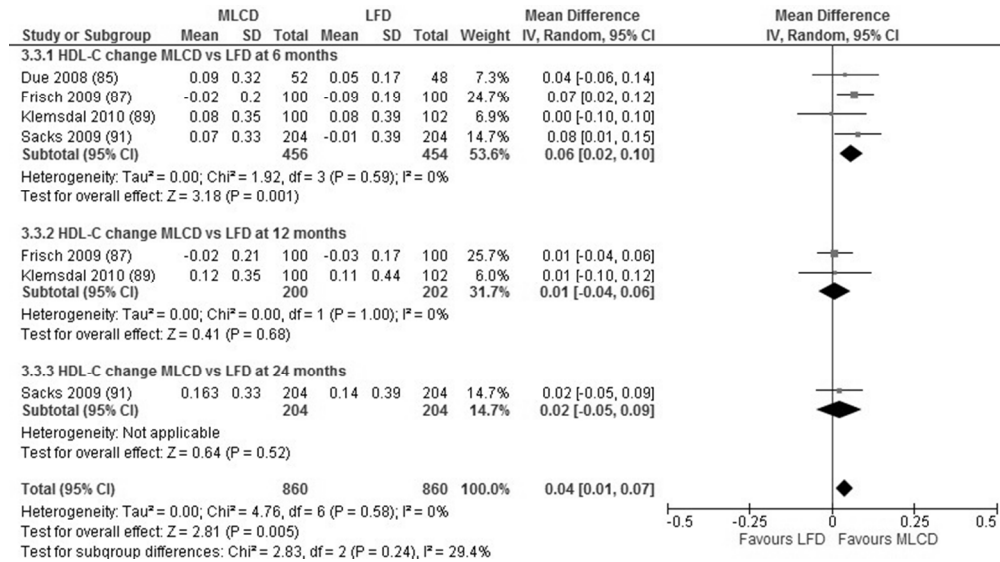 MLCD LFD Mean Difference Mean Difference
Study or Subgroup Mean SD Total Mean SD Total Weight IV, Random, 95% CI IV, Random, 95% CI
3.3.1 HDL-C change MLCD vs LFD at 6 months
Due 2008 (85) 0.09 0.32 52 0.05 0.17 48 7.3% 0.04 [-0.06, 0.14]
Frisch 2009 (87) -0.02 0.2 100 -0.09 0.19 100 24.7% 0.07 [0.02, 0.12]
Klemsdal 2010 (89) 0.08 0.35 100 0.08 0.39 102 6.9% 0.00 [-0.10, 0.10]
Sacks 2009 (91) 0.07 0.33 204 -0.01 0.39 204 14.7% 0.08 [0.01, 0.15]
Subtotal (95% CI) 456 454 53.6% 0.06 [0.02, 0.10]
Heterogeneity: Tau² = 0.00; Chi² = 1.92, df = 3 (P = 0.59); I² = 0%
Test for overall effect: Z = 3.18 (P = 0.001)
3.3.2 HDL-C change MLCD vs LFD at 12 months
Frisch 2009 (87) -0.02 0.21 100 -0.03 0.17 100 25.7% 0.01 [-0.04, 0.06]
Klemsdal 2010 (89) 0.12 0.35 100 0.11 0.44 102 6.0% 0.01 [-0.10, 0.12]
Subtotal (95% CI) 200 202 31.7% 0.01 [-0.04, 0.06]
Heterogeneity: Tau² = 0.00; Chi² = 0.00, df = 1 (P = 1.00); I² = 0%
Test for overall effect: Z = 0.41 (P = 0.68)
3.3.3 HDL-C change MLCD vs LFD at 24 months
Sacks 2009 (91) 0.163 0.33 204 0.14 0.39 204 14.7% 0.02 [-0.05, 0.09]
Subtotal (95% CI) 204 204 14.7% 0.02 [-0.05, 0.09]
Heterogeneity: Not applicable
Test for overall effect: Z = 0.64 (P = 0.52)
Total (95% CI) 860 860 100.0% 0.04 [0.01, 0.07]
Heterogeneity: Tau² = 0.00; Chi² = 4.76, df = 6 (P = 0.58); I² = 0%
Test for overall effect: Z = 2.81 (P = 0.005)
Test for subgroup differences: Chi² = 2.83, df = 2 (P = 0.24), I² = 29.4%
-0.5 -0.25 0 0.25 0.5
Favours LFD Favours MLCD